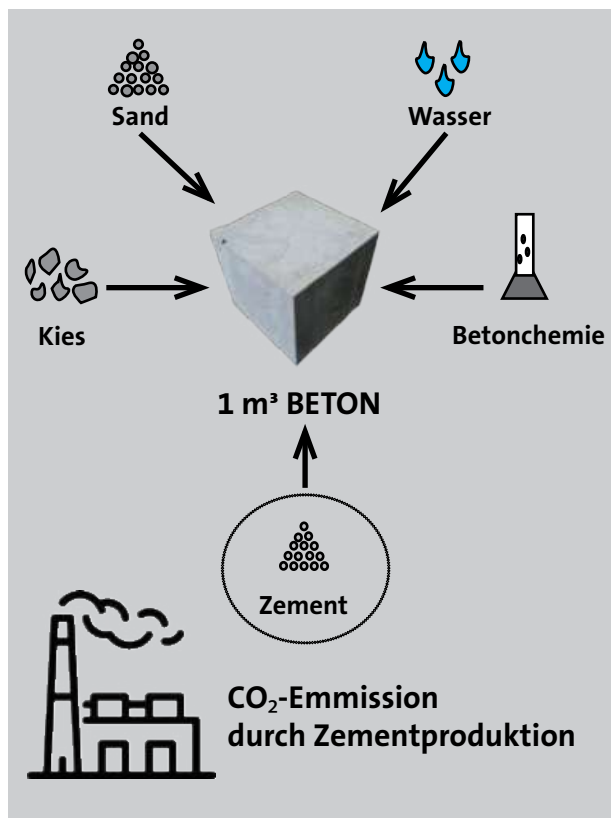 Sand
Wasser
Kies
Betonchemie
1 m³ BETON
Zement
CO₂-Emmission
durch Zementproduktion